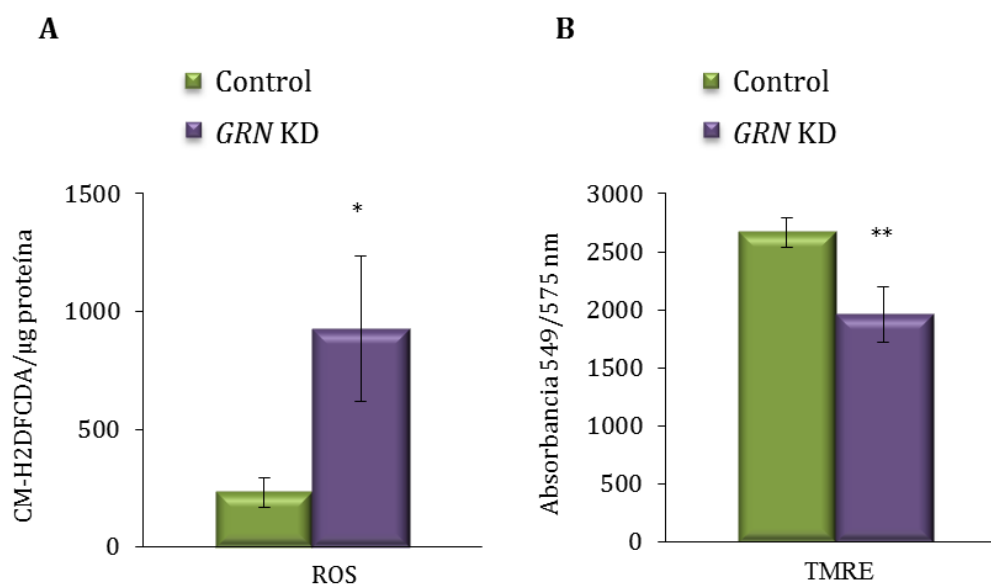 A
Control
GRN KD
1500
1000
500
0
*
CM-H2DFCDA/μg proteína
ROS
B
Control
GRN KD
3000
2500
2000
1500
1000
500
0
**
Absorbancia 549/575 nm
TMRE